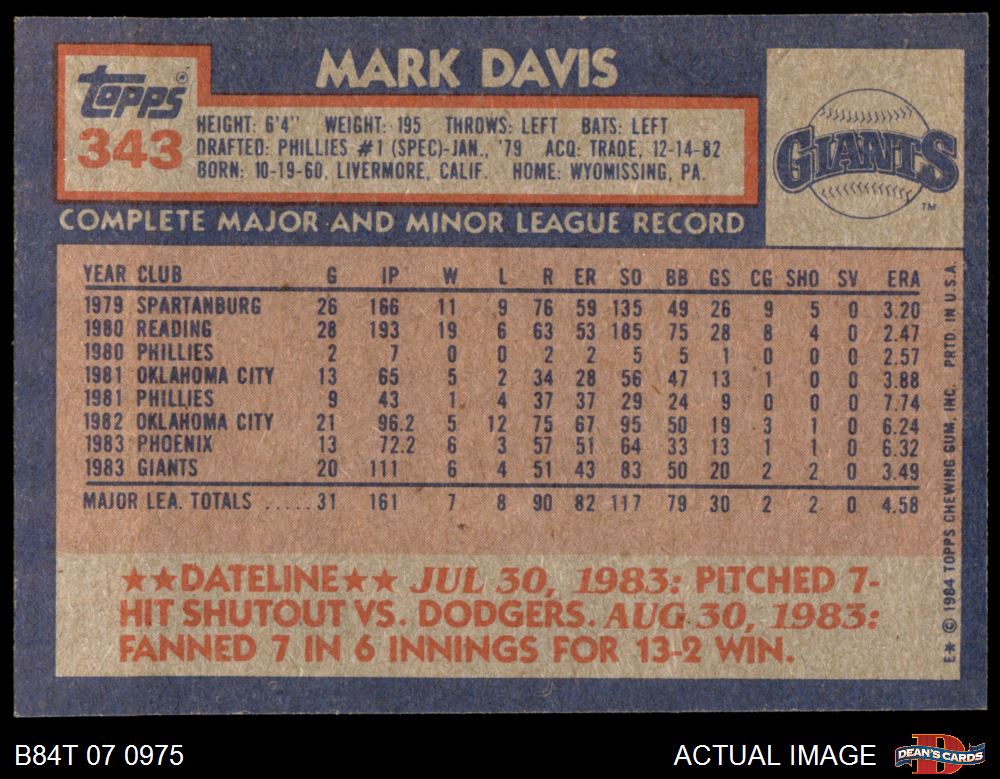 MARK DAVIS
topps®
343
HEIGHT: 6'4" WEIGHT: 195 THROWS: LEFT BATS: LEFT
DRAFTED: PHILLIES #1 (SPEC)-JAN., '79 ACQ: TRADE, 12-14-82
BORN: 10-19-60, LIVERMORE, CALIF. HOME: WYOMISSING, PA.
GIANTS
TM
COMPLETE MAJOR AND MINOR LEAGUE RECORD
YEAR CLUB G IP W L R ER SO BB GS CG SHO SV ERA
1979 SPARTANBURG 26 166 11 9 76 59 135 49 26 9 5 0 3.20
1980 READING 28 193 19 6 63 53 185 75 28 8 4 0 2.47
1980 PHILLIES 2 7 0 0 2 2 5 5 1 0 0 0 2.57
1981 OKLAHOMA CITY 13 65 5 2 34 28 56 47 13 1 0 0 3.88
1981 PHILLIES 9 43 1 4 37 37 29 24 9 0 0 0 7.74
1982 OKLAHOMA CITY 21 96.2 5 12 75 67 95 50 19 3 1 0 6.24
1983 PHOENIX 13 72.2 6 3 57 51 64 33 13 1 1 0 6.32
1983 GIANTS 20 111 6 4 51 43 83 50 20 2 2 0 3.49
MAJOR LEA. TOTALS .....31 161 7 8 90 82 117 79 30 2 2 0 4.58
★★DATELINE★★ JUL 30, 1983: PITCHED 7-
HIT SHUTOUT VS. DODGERS. AUG 30, 1983:
FANNED 7 IN 6 INNINGS FOR 13-2 WIN.
E* © 1984 TOPPS CHEWING GUM, INC. PRTD. IN U.S.A.
B84T 07 0975
ACTUAL IMAGE
DEAN'S CARDS